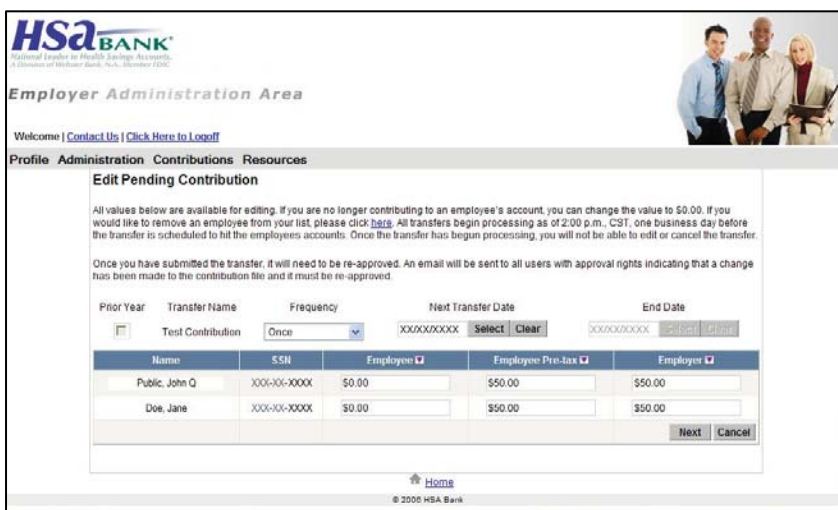 HSA BANK
National Leader in Health Savings Accounts.
A Division of Webster Bank, N.A., Member FDIC
Employer Administration Area
Welcome | Contact Us | Click Here to Logoff
Profile Administration Contributions Resources
Edit Pending Contribution
All values below are available for editing. If you are no longer contributing to an employee's account, you can change the value to $0.00. If you
would like to remove an employee from your list, please click here. All transfers begin processing as of 2:00 p.m., CST, one business day before
the transfer is scheduled to hit the employees accounts. Once the transfer has begun processing, you will not be able to edit or cancel the transfer.
Once you have submitted the transfer, it will need to be re-approved. An email will be sent to all users with approval rights indicating that a change
has been made to the contribution file and it must be re-approved.
Prior Year Transfer Name Frequency Next Transfer Date End Date
Test Contribution Once XX/XX/XXXX Select Clear XX/XX/XXXX Select Clear
Name SSN Employee Employee Pre-tax Employer
Public, John Q XXX-XX-XXXX $0.00 $50.00 $50.00
Doe, Jane XXX-XX-XXXX $0.00 $50.00 $50.00
Next Cancel
Home
© 2006 HSA Bank